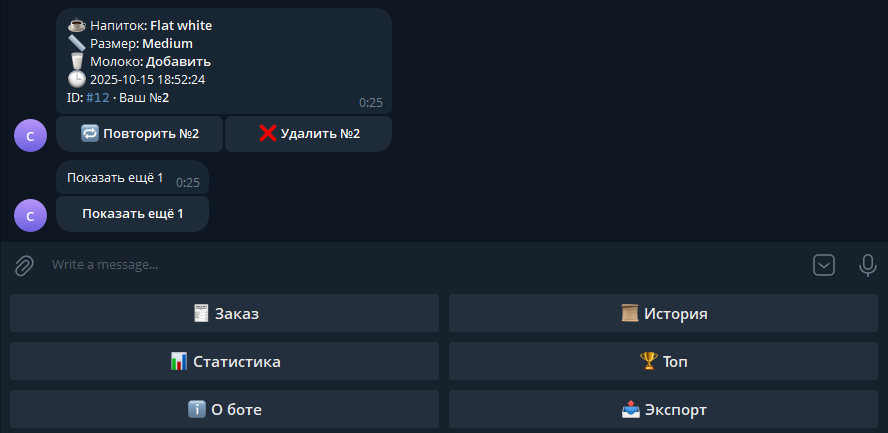 Напиток: Flat white
Размер: Medium
Молоко: Добавить
2025-10-15 18:52:24
ID: #12 · Ваш №2
0:25
С
Повторить №2
Удалить №2
Показать ещё 1
0:25
С
Показать ещё 1
Write a message...
Заказ
История
Статистика
Топ
О боте
Экспорт